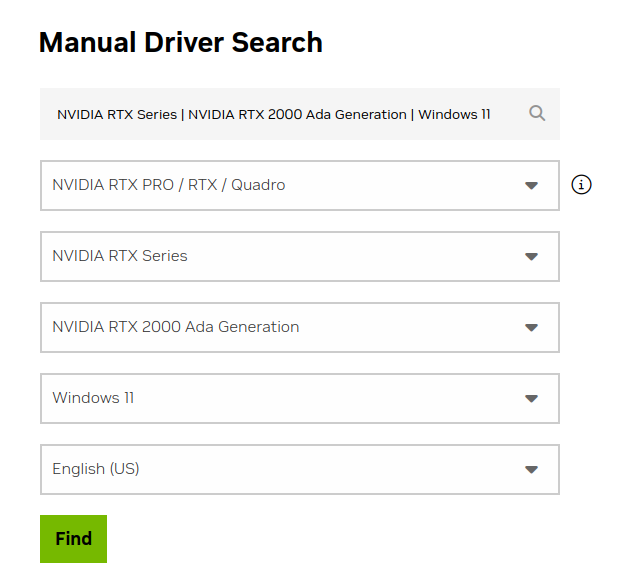 Manual Driver Search
NVIDIA RTX Series | NVIDIA RTX 2000 Ada Generation | Windows 11
NVIDIA RTX PRO / RTX / Quadro
NVIDIA RTX Series
NVIDIA RTX 2000 Ada Generation
Windows 11
English (US)
Find